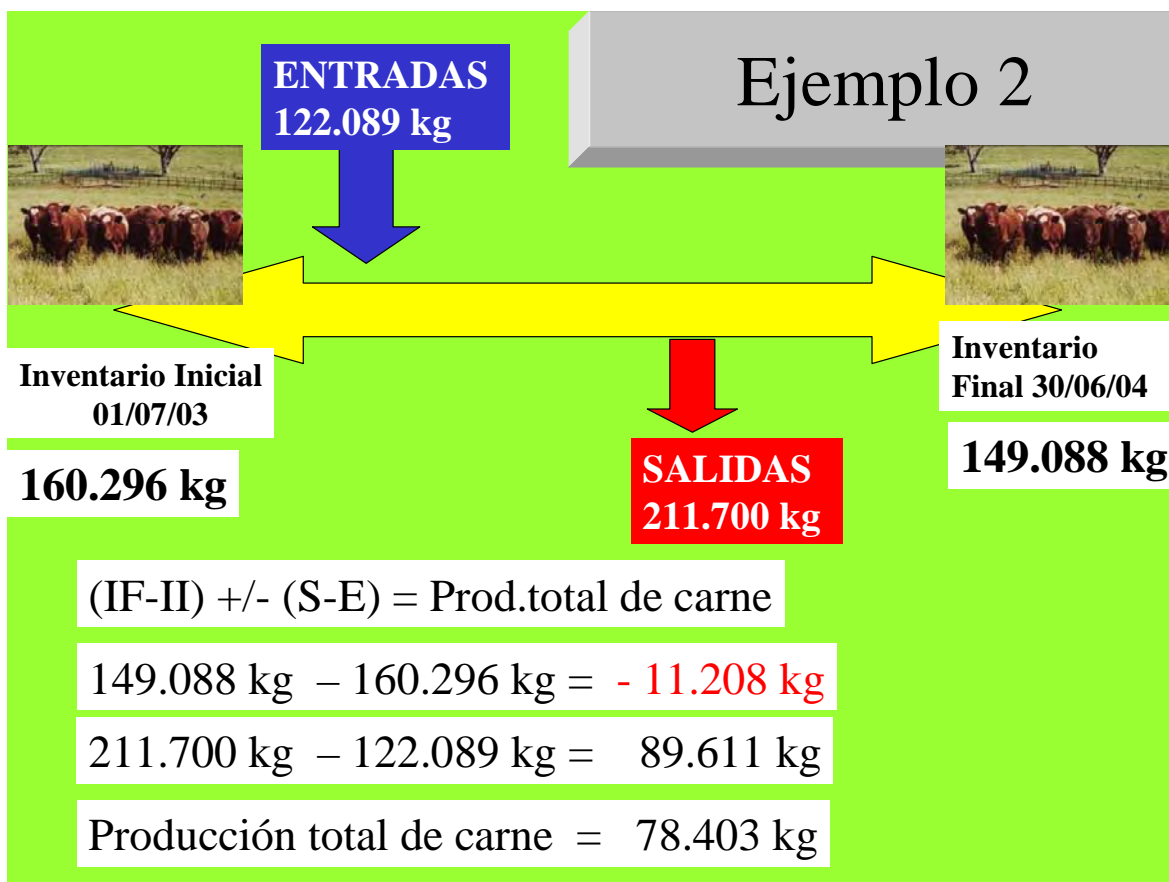 Ejemplo 2
ENTRADAS
122.089 kg
Inventario Inicial
01/07/03
160.296 kg
Inventario
Final 30/06/04
149.088 kg
SALIDAS
211.700 kg
(IF-II) +/- (S-E) = Prod.total de carne
149.088 kg – 160.296 kg = - 11.208 kg
211.700 kg – 122.089 kg = 89.611 kg
Producción total de carne = 78.403 kg